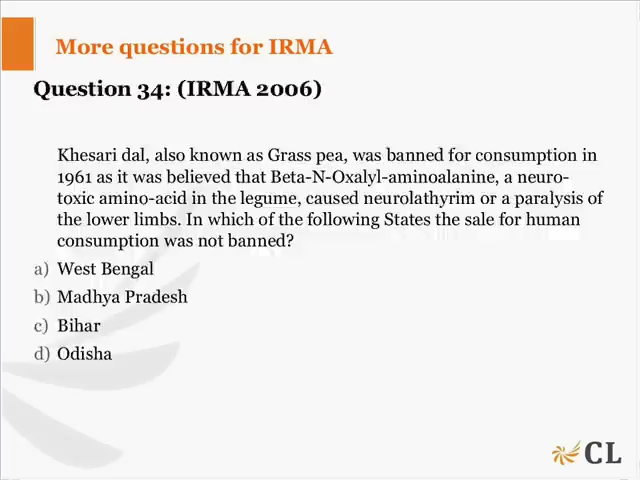 More questions for IRMA
Question 34: (IRMA 2006)
Khesari dal, also known as Grass pea, was banned for consumption in
1961 as it was believed that Beta-N-Oxalyl-aminoalanine, a neuro-
toxic amino-acid in the legume, caused neurolathyrim or a paralysis of
the lower limbs. In which of the following States the sale for human
consumption was not banned?
a) West Bengal
b) Madhya Pradesh
c) Bihar
d) Odisha
CL